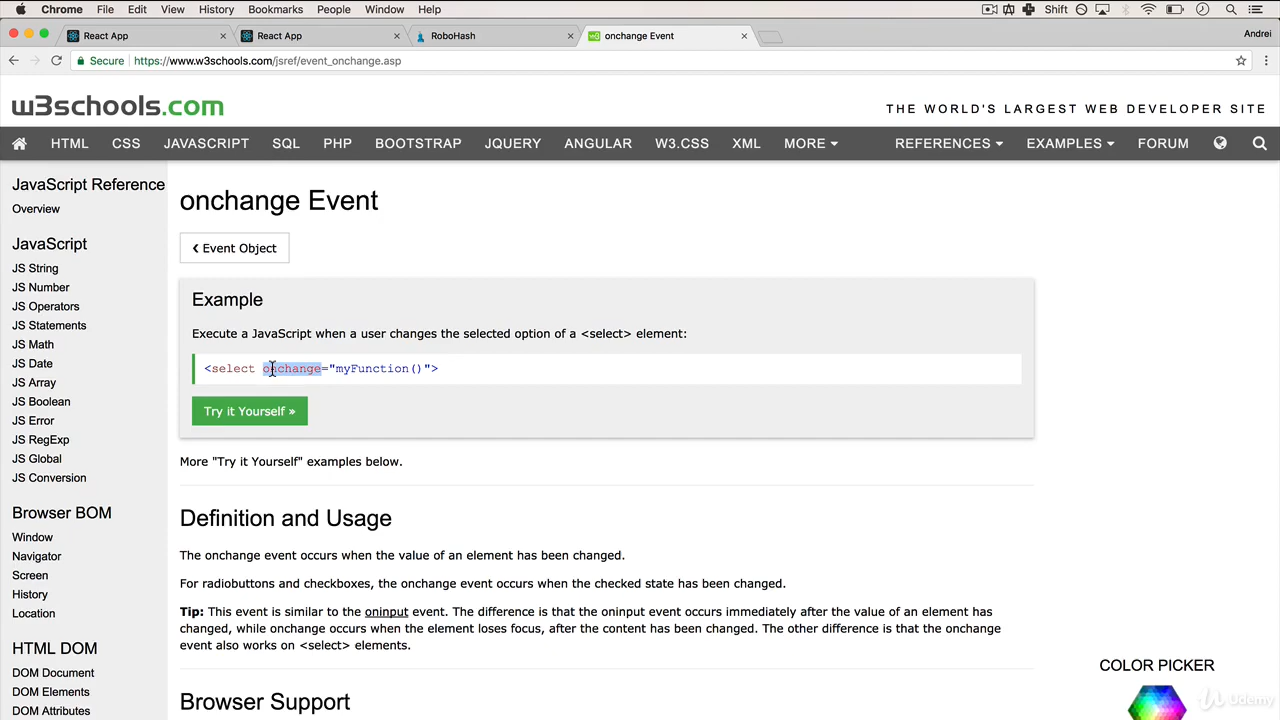 Chrome File Edit View History Bookmarks People Window Help Shift
React App React App RoboHash onchange Event Andrei
Secure https://www.w3schools.com/jsref/event_onchange.asp
w3schools.com
THE WORLD'S LARGEST WEB DEVELOPER SITE
HTML CSS JAVASCRIPT SQL PHP BOOTSTRAP JQUERY ANGULAR W3.CSS XML MORE REFERENCES EXAMPLES FORUM
JavaScript Reference
Overview
JavaScript
JS String
JS Number
JS Operators
JS Statements
JS Math
JS Date
JS Array
JS Boolean
JS Error
JS RegExp
JS Global
JS Conversion
Browser BOM
Window
Navigator
Screen
History
Location
HTML DOM
DOM Document
DOM Elements
DOM Attributes
onchange Event
❮ Event Object
Example
Execute a JavaScript when a user changes the selected option of a <select> element:
<select onchange="myFunction()">
Try it Yourself »
More "Try it Yourself" examples below.
Definition and Usage
The onchange event occurs when the value of an element has been changed.
For radiobuttons and checkboxes, the onchange event occurs when the checked state has been changed.
Tip: This event is similar to the oninput event. The difference is that the oninput event occurs immediately after the value of an element has
changed, while onchange occurs when the element loses focus, after the content has been changed. The other difference is that the onchange
event also works on <select> elements.
Browser Support
COLOR PICKER
Udemy